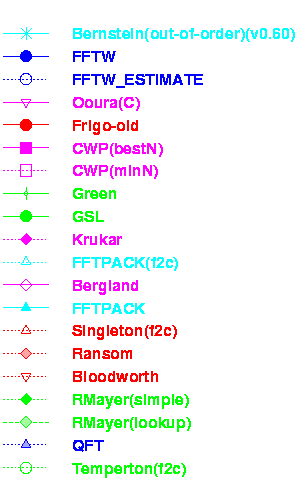 Bernstein(out-of-order)(v0.60)
FFTW
FFTW_ESTIMATE
Ooura(C)
Frigo-old
CWP(bestN)
CWP(minN)
Green
GSL
Krukar
FFTPACK(f2c)
Bergland
FFTPACK
Singleton(f2c)
Ransom
Bloodworth
RMayer(simple)
RMayer(lookup)
QFT
Temperton(f2c)